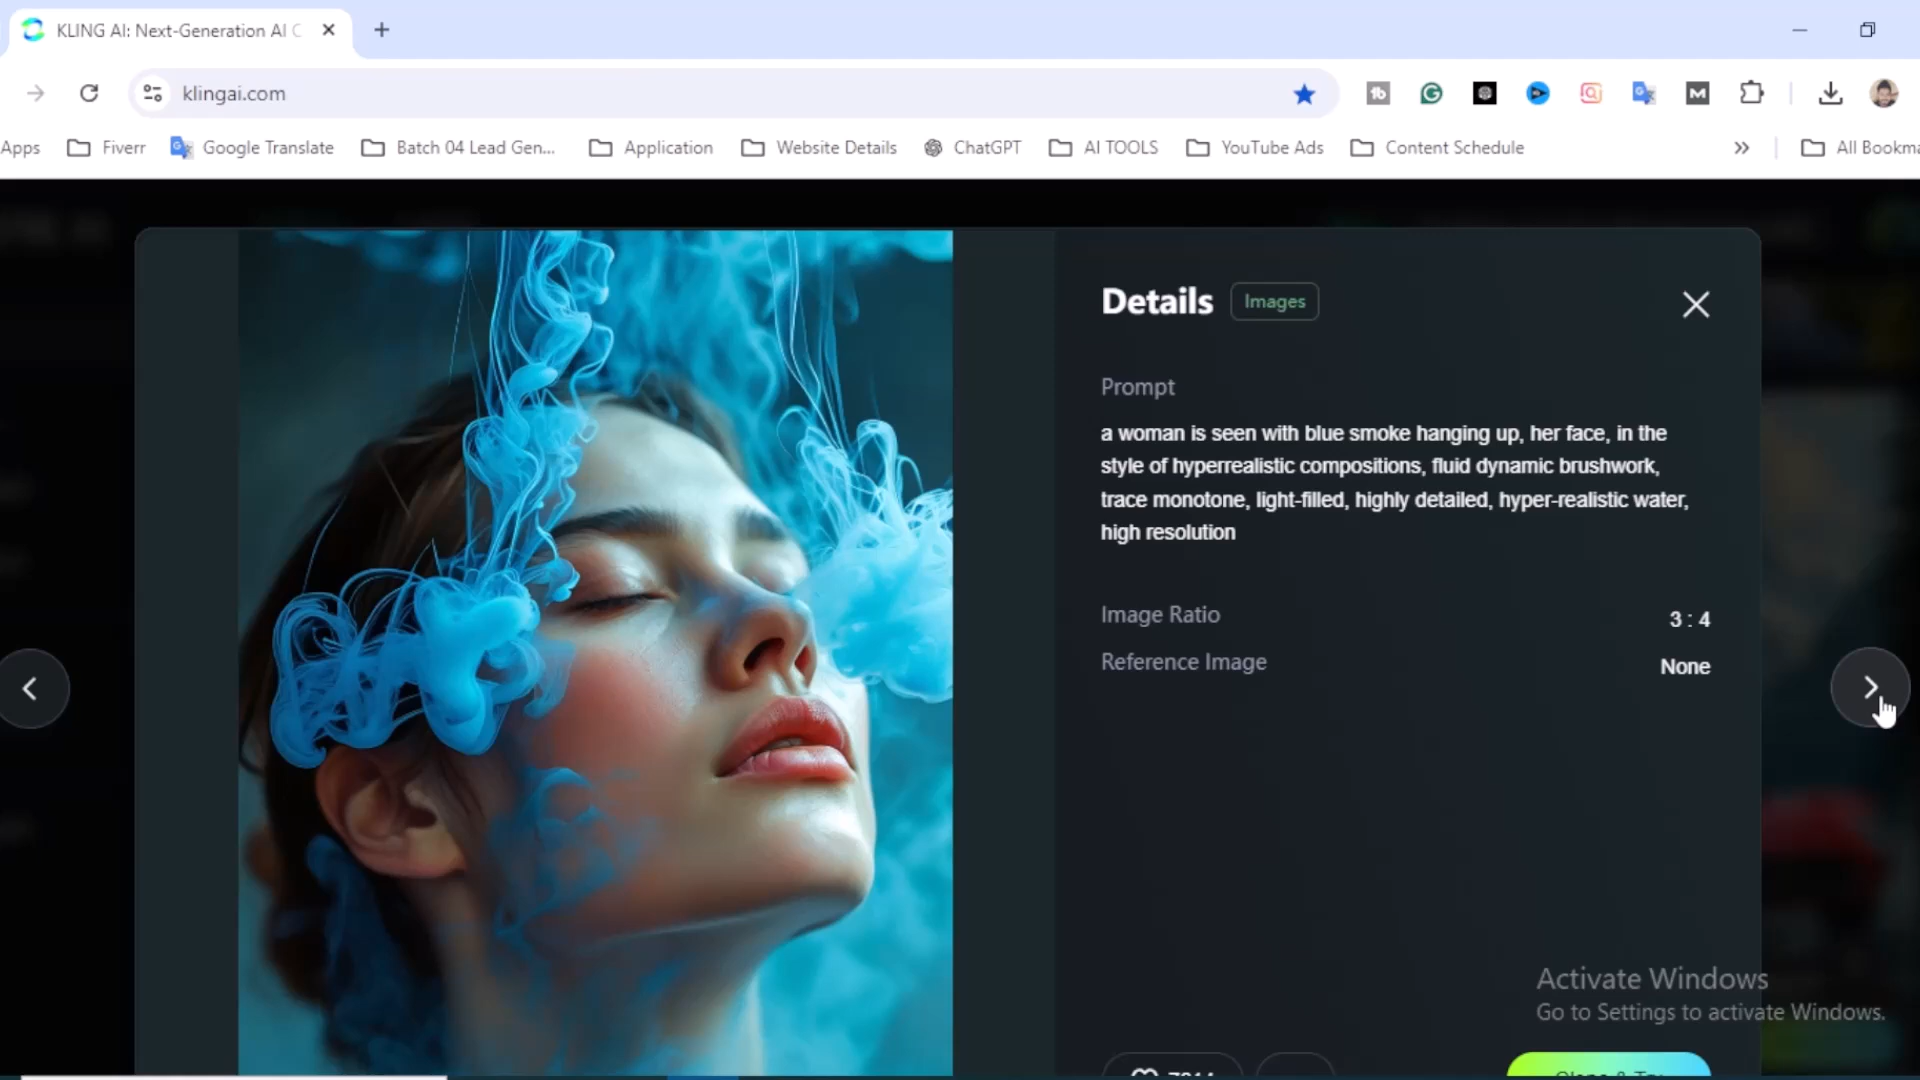 KLING AI: Next-Generation AI C
klingai.com
Apps Fiverr Google Translate Batch 04 Lead Gen... Application Website Details ChatGPT AI TOOLS YouTube Ads Content Schedule » All Bookma
Details Images
Prompt
a woman is seen with blue smoke hanging up, her face, in the
style of hyperrealistic compositions, fluid dynamic brushwork,
trace monotone, light-filled, highly detailed, hyper-realistic water,
high resolution
Image Ratio 3 : 4
Reference Image None
Activate Windows
Go to Settings to activate Windows.